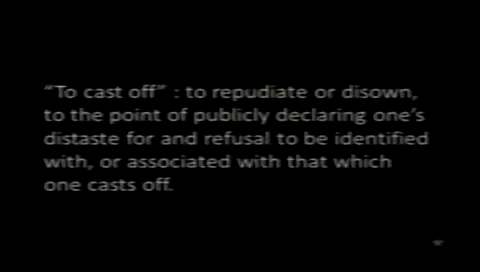 “To cast off” : to repudiate or disown,
to the point of publicly declaring one’s
distaste for and refusal to be identified
with, or associated with that which
one casts off.